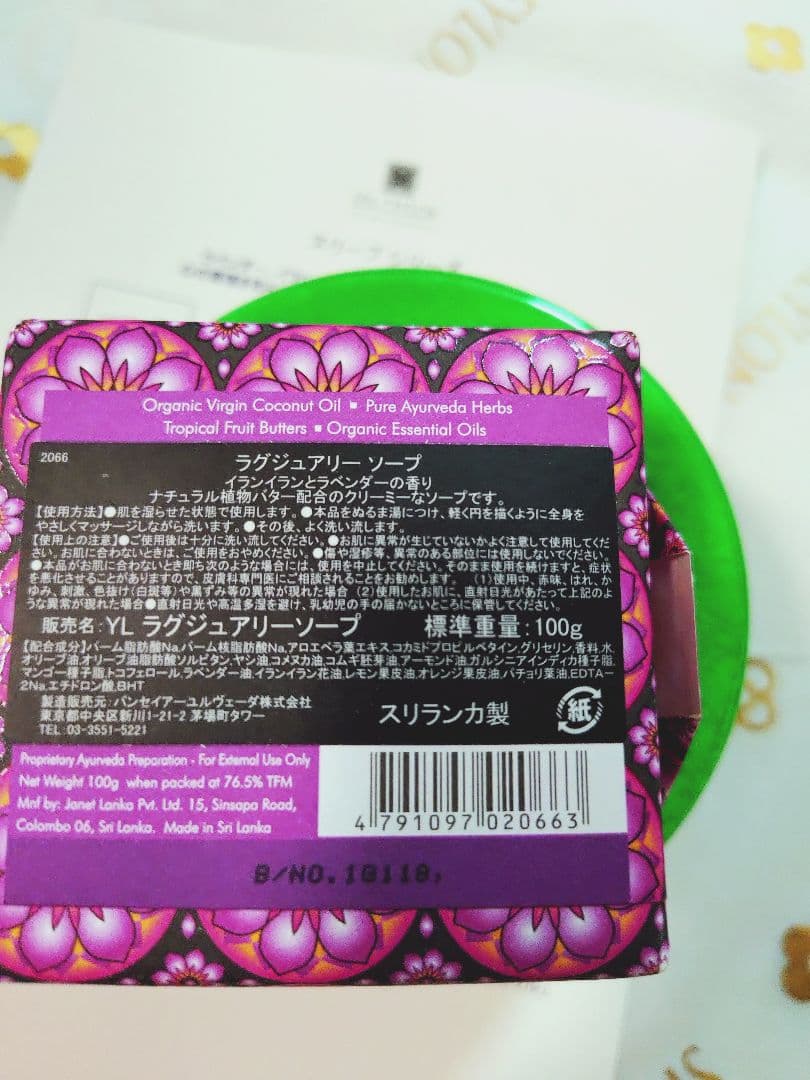 Organic Virgin Coconut Oil ▪ Pure Ayurveda Herbs
Tropical Fruit Butters ▪ Organic Essential Oils
2066
ラグジュアリー ソープ
イランイランとラベンダーの香り
ナチュラル植物バター配合のクリーミーなソープです。
【使用方法】●肌を湿らせた状態で使用します。●本品をぬるま湯につけ、軽く円を描くように全身を
やさしくマッサージしながら洗います。●その後、よく洗い流します。
【使用上の注意】●ご使用後は十分に洗い流してください。●お肌に異常が生じていないかよく注意して使用してくだ
さい。お肌に合わないときは、ご使用をおやめください。●傷や湿疹等、異常のある部位には使用しないでください。
●本品がお肌に合わないとき即ち次のような場合には、使用を中止してください。そのまま使用を続けますと、症状
を悪化させることがありますので、皮膚科専門医にご相談されることをお勧めします。 (1)使用中、赤味、はれ、か
ゆみ、刺激、色抜け(白斑等)や黒ずみ等の異常が現れた場合 (2)使用したお肌に、直射日光があたって上記のよ
うな異常が現れた場合●直射日光や高温多湿を避け、乳幼児の手の届かないところに保管してください。
販売名:YL ラグジュアリーソープ 標準重量:100g
【配合成分】パーム脂肪酸Na,パーム核脂肪酸Na,アロエベラ葉エキス,コカミドプロピルベタイン,グリセリン,香料,水,
オリーブ油,オリーブ油脂肪酸ソルビタン,ヤシ油,コメヌカ油,コムギ胚芽油,アーモンド油,ガルシニアインディカ種子脂,
マンゴー種子脂,トコフェロール,ラベンダー油,イランイラン花油,レモン果皮油,オレンジ果皮油,パチョリ葉油,EDTA-
2Na,エチドロン酸,BHT
製造販売元:パンセイアーユルヴェーダ株式会社
東京都中央区新川1-21-2 茅場町タワー
TEL:03-3551-5221
スリランカ製
紙
Proprietary Ayurveda Preparation - For External Use Only
Net Weight 100g when packed at 76.5% TFM
Mnf by: Janet Lanka Pvt. Ltd. 15, Sinsapa Road,
Colombo 06, Sri Lanka. Made in Sri Lanka
4 791097 020663
B/NO.18118,